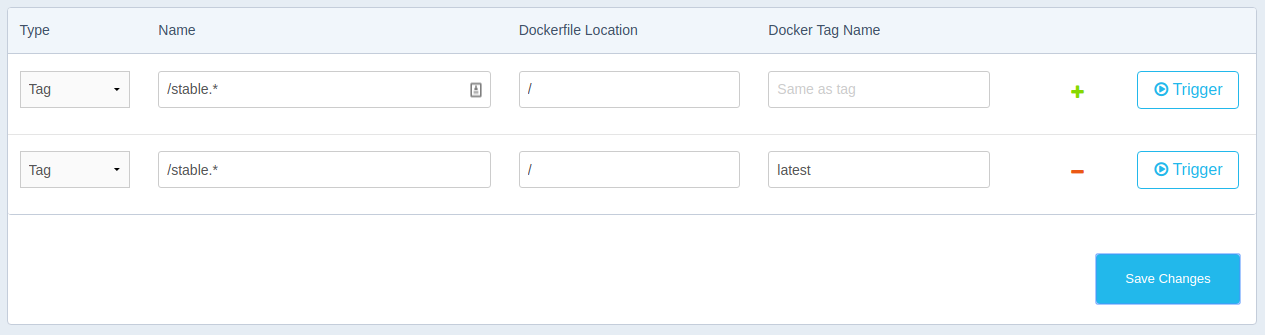 Type Name Dockerfile Location Docker Tag Name
Tag /stable.* / Same as tag Trigger
Tag /stable.* / latest Trigger
Save Changes